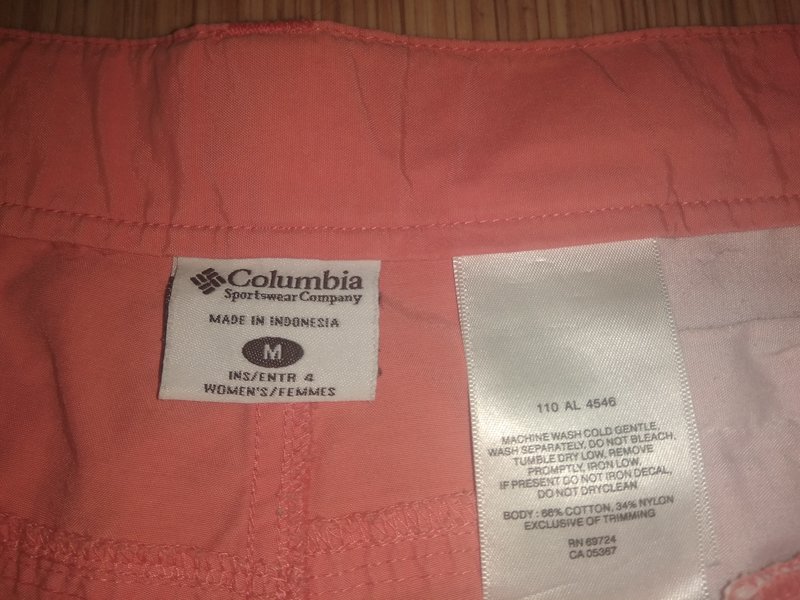 Columbia
Sportswear Company
MADE IN INDONESIA
M
INS/ENTR 4
WOMEN'S/FEMMES
110 AL 4546
MACHINE WASH COLD GENTLE,
WASH SEPARATELY, DO NOT BLEACH,
TUMBLE DRY LOW, REMOVE
PROMPTLY, IRON LOW,
IF PRESENT DO NOT IRON DECAL,
DO NOT DRYCLEAN
BODY : 66% COTTON, 34% NYLON
EXCLUSIVE OF TRIMMING
RN 69724
CA 05367